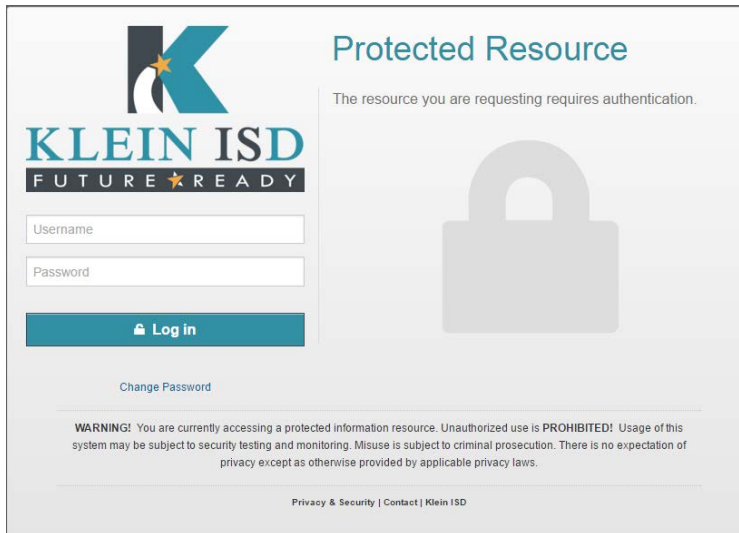 KLEIN ISD
FUTURE READY
Username
Password
Log in
Change Password
Protected Resource
The resource you are requesting requires authentication.
WARNING! You are currently accessing a protected information resource. Unauthorized use is PROHIBITED! Usage of this
system may be subject to security testing and monitoring. Misuse is subject to criminal prosecution. There is no expectation of
privacy except as otherwise provided by applicable privacy laws.
Privacy & Security | Contact | Klein ISD